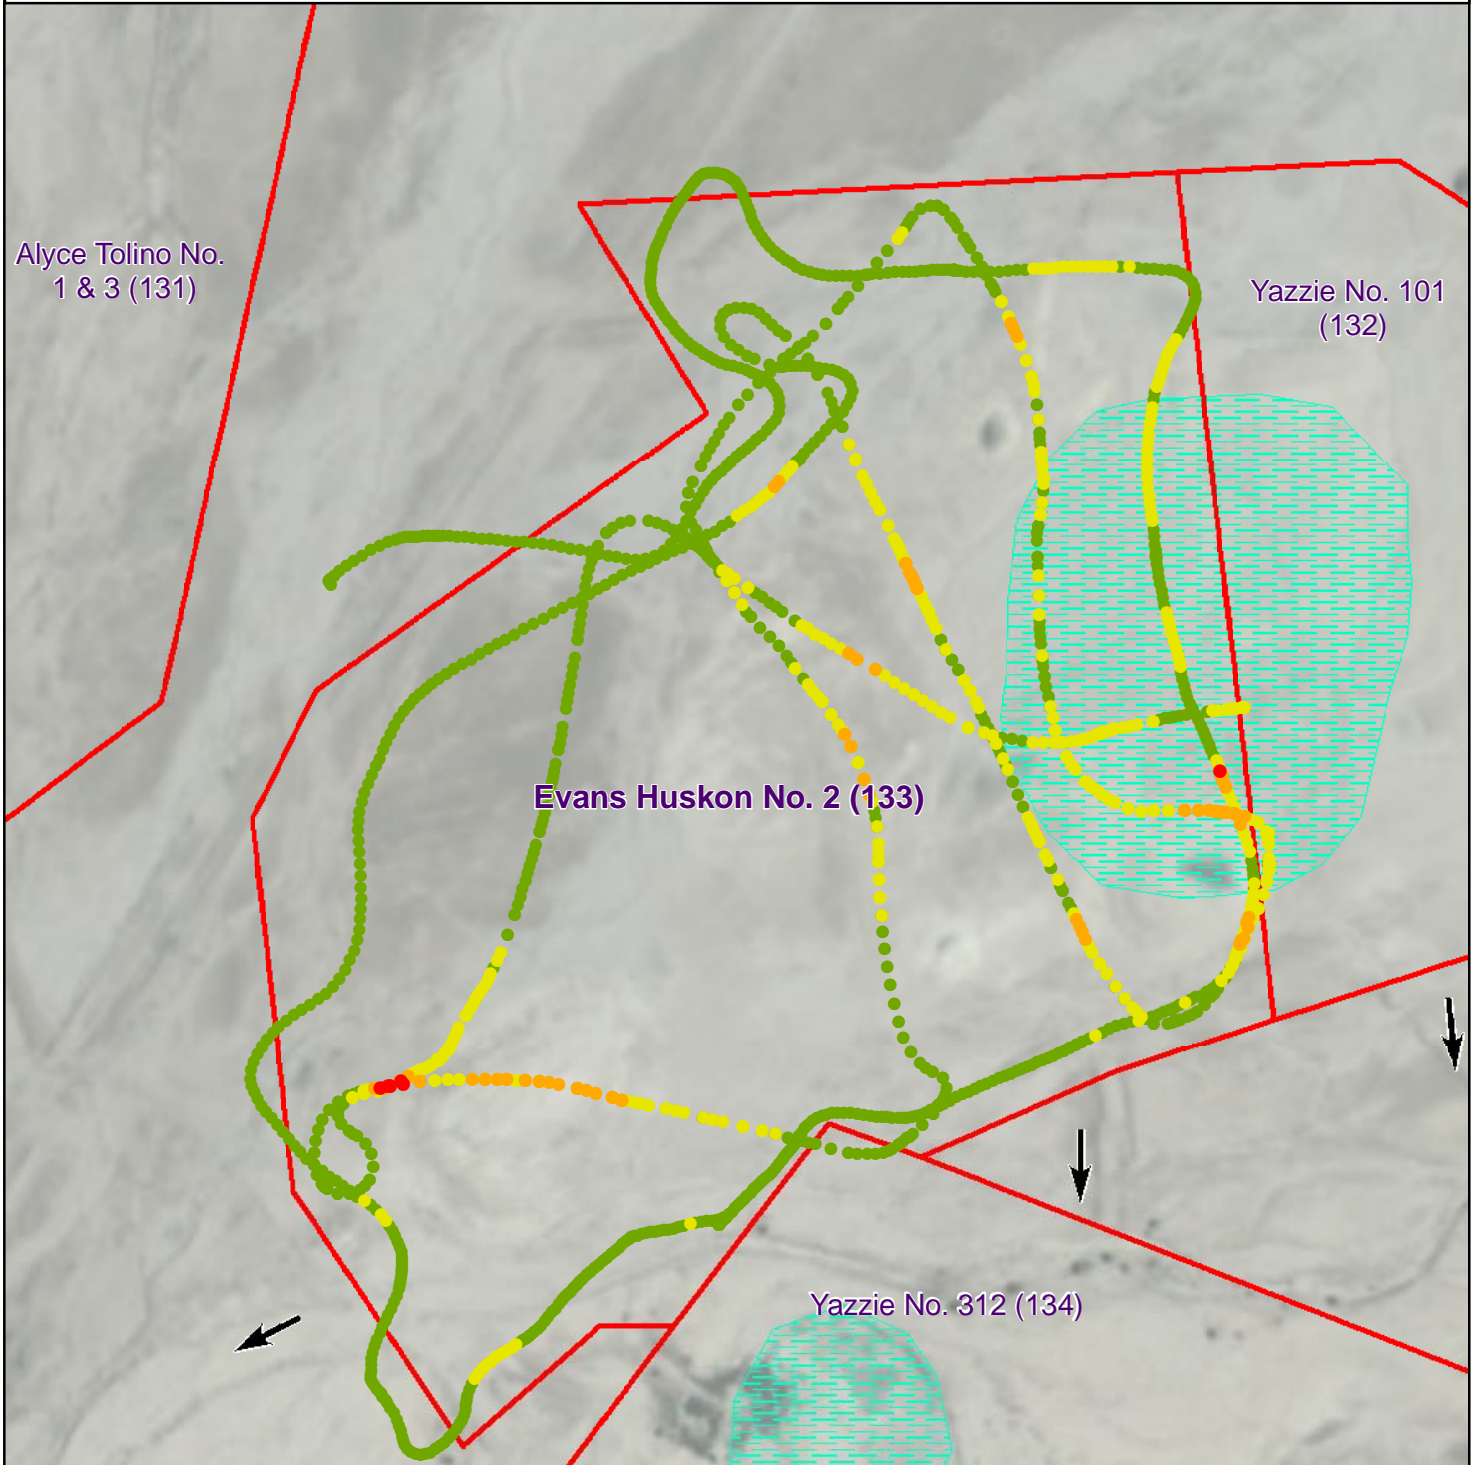 Alyce Tolino No.
1 & 3 (131)
Yazzie No. 101
(132)
Evans Huskon No. 2 (133)
Yazzie No. 312 (134)